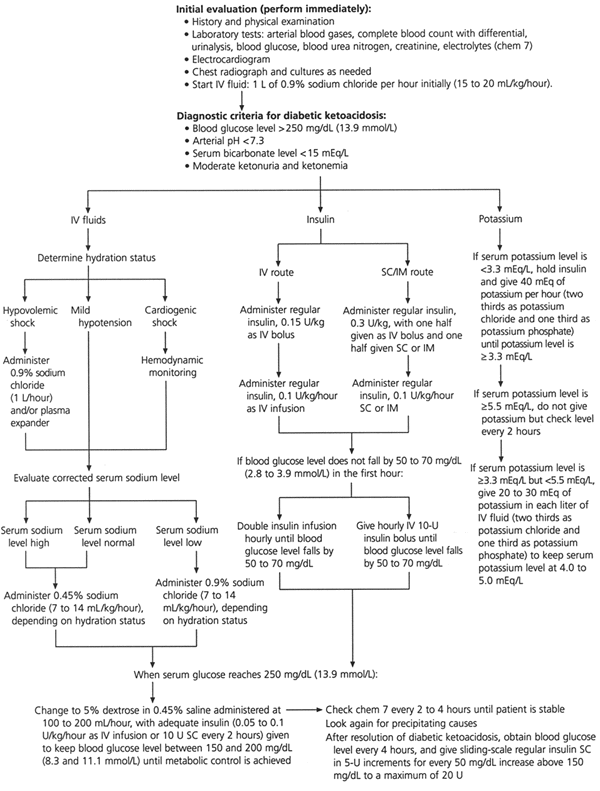 Initial evaluation (perform immediately):
• History and physical examination
• Laboratory tests: arterial blood gases, complete blood count with differential,
urinalysis, blood glucose, blood urea nitrogen, creatinine, electrolytes (chem 7)
• Electrocardiogram
• Chest radiograph and cultures as needed
• Start IV fluid: 1 L of 0.9% sodium chloride per hour initially (15 to 20 mL/kg/hour).
Diagnostic criteria for diabetic ketoacidosis:
• Blood glucose level >250 mg/dL (13.9 mmol/L)
• Arterial pH <7.3
• Serum bicarbonate level <15 mEq/L
• Moderate ketonuria and ketonemia
IV fluids
Determine hydration status
Hypovolemic
shock
Mild
hypotension
Cardiogenic
shock
Administer
0.9% sodium
chloride
(1 L/hour)
and/or plasma
expander
Hemodynamic
monitoring
Evaluate corrected serum sodium level
Serum sodium
level high
Serum sodium
level normal
Serum sodium
level low
Administer 0.45% sodium
chloride (7 to 14 mL/kg/hour),
depending on hydration status
Administer 0.9% sodium
chloride (7 to 14
mL/kg/hour), depending
on hydration status
Insulin
IV route
SC/IM route
Administer regular
insulin, 0.15 U/kg
as IV bolus
Administer regular insulin,
0.3 U/kg, with one half
given as IV bolus and one
half given SC or IM
Administer regular
insulin, 0.1 U/kg/hour
as IV infusion
Administer regular
insulin, 0.1 U/kg/hour
SC or IM
If blood glucose level does not fall by 50 to 70 mg/dL
(2.8 to 3.9 mmol/L) in the first hour:
Double insulin infusion
hourly until blood
glucose level falls by
50 to 70 mg/dL
Give hourly IV 10-U
insulin bolus until
blood glucose level falls
by 50 to 70 mg/dL
Potassium
If serum potassium level is
<3.3 mEq/L, hold insulin
and give 40 mEq of
potassium per hour (two
thirds as potassium
chloride and one third as
potassium phosphate)
until potassium level is
≥3.3 mEq/L
If serum potassium level is
≥5.5 mEq/L, do not give
potassium but check level
every 2 hours
If serum potassium level is
≥3.3 mEq/L but <5.5 mEq/L,
give 20 to 30 mEq of
potassium in each liter of
IV fluid (two thirds as
potassium chloride and
one third as potassium
phosphate) to keep serum
potassium level at 4.0 to
5.0 mEq/L
When serum glucose reaches 250 mg/dL (13.9 mmol/L):
Change to 5% dextrose in 0.45% saline administered at
100 to 200 mL/hour, with adequate insulin (0.05 to 0.1
U/kg/hour as IV infusion or 10 U SC every 2 hours) given
to keep blood glucose level between 150 and 200 mg/dL
(8.3 and 11.1 mmol/L) until metabolic control is achieved
Check chem 7 every 2 to 4 hours until patient is stable
Look again for precipitating causes
After resolution of diabetic ketoacidosis, obtain blood glucose
level every 4 hours, and give sliding-scale regular insulin SC
in 5-U increments for every 50 mg/dL increase above 150
mg/dL to a maximum of 20 U